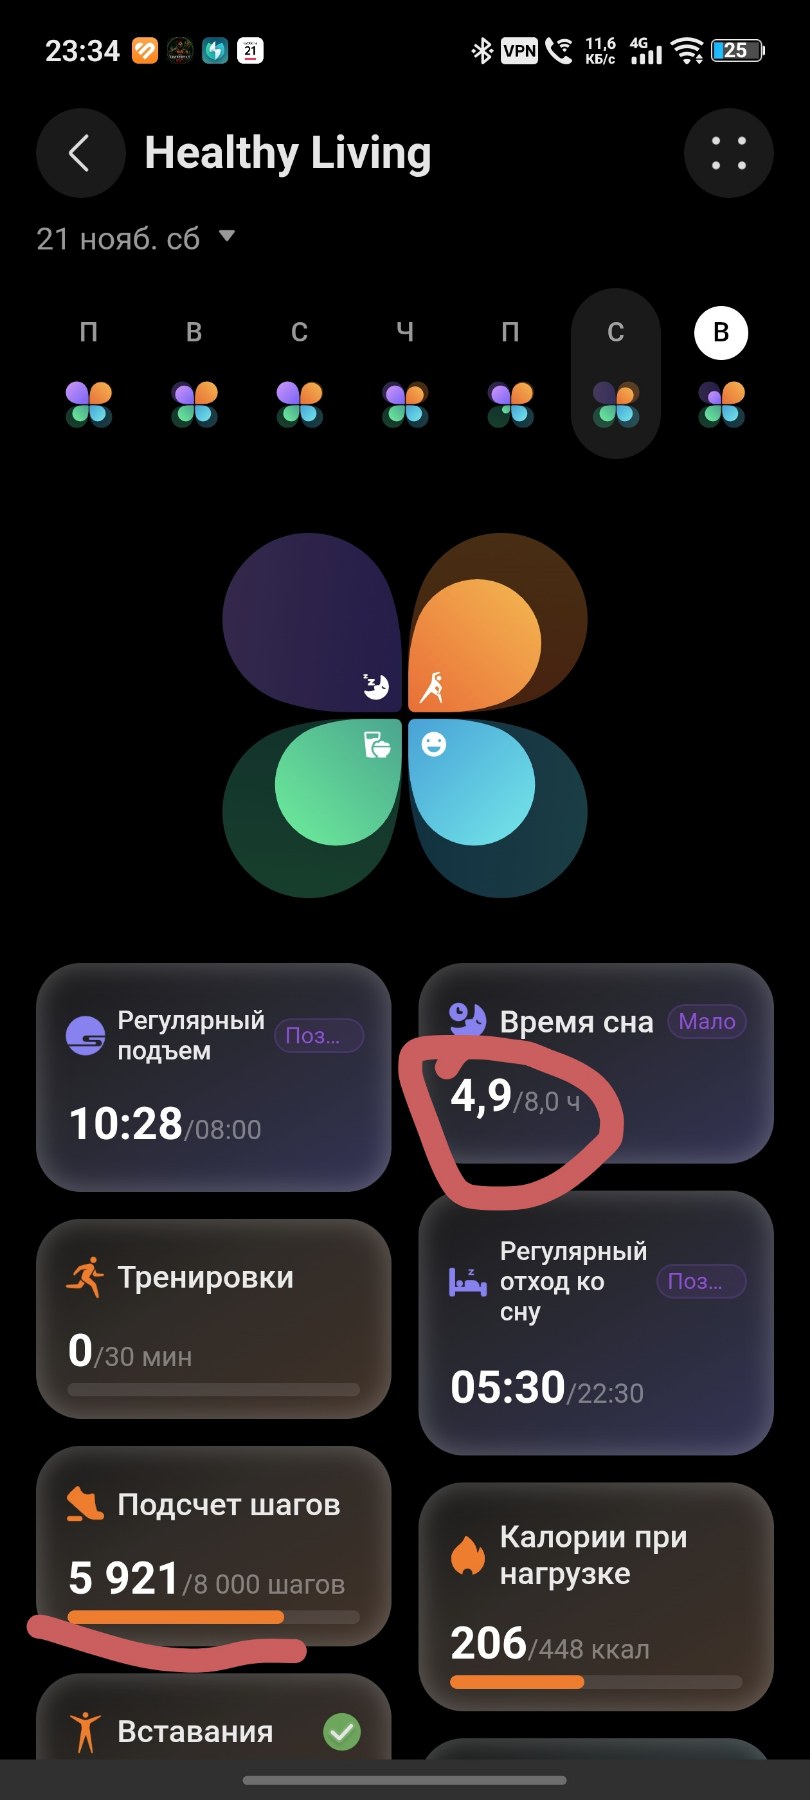 23:34
21
VPN
11,6
КБ/с
4G
25
Healthy Living
21 нояб. сб
П В С Ч П С В
Регулярный
подъем
Поз...
10:28/08:00
Время сна
Мало
4,9/8,0 ч
Тренировки
0/30 мин
Регулярный
отход ко
сну
Поз...
05:30/22:30
Подсчет шагов
5 921/8 000 шагов
Калории при
нагрузке
206/448 ккал
Вставания